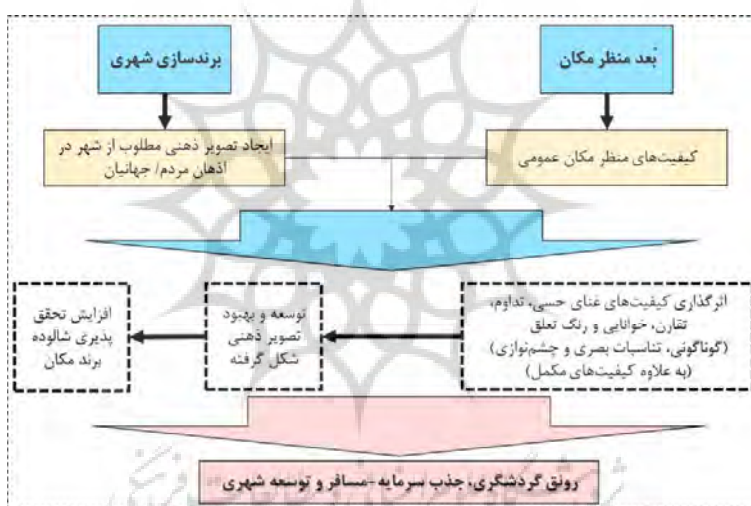 بُعد منظر مکان
برندسازی شهری
کیفیت‌های منظر مکان عمومی
ایجاد تصویر ذهنی مطلوب از شهر در
اذهان مردم/ جهانیان
اثرگذاری کیفیت‌های غنای حسی، تداوم،
تقارن، خوانایی و رنگ تعلق
(گوناگونی، تناسبات بصری و چشم‌نوازی)
(به علاوه کیفیت‌های مکمل)
توسعه و بهبود
تصویر ذهنی
شکل گرفته
افزایش تحقق
پذیری شالوده
برند مکان
رونق گردشگری، جذب سرمایه -مسافر و توسعه شهری